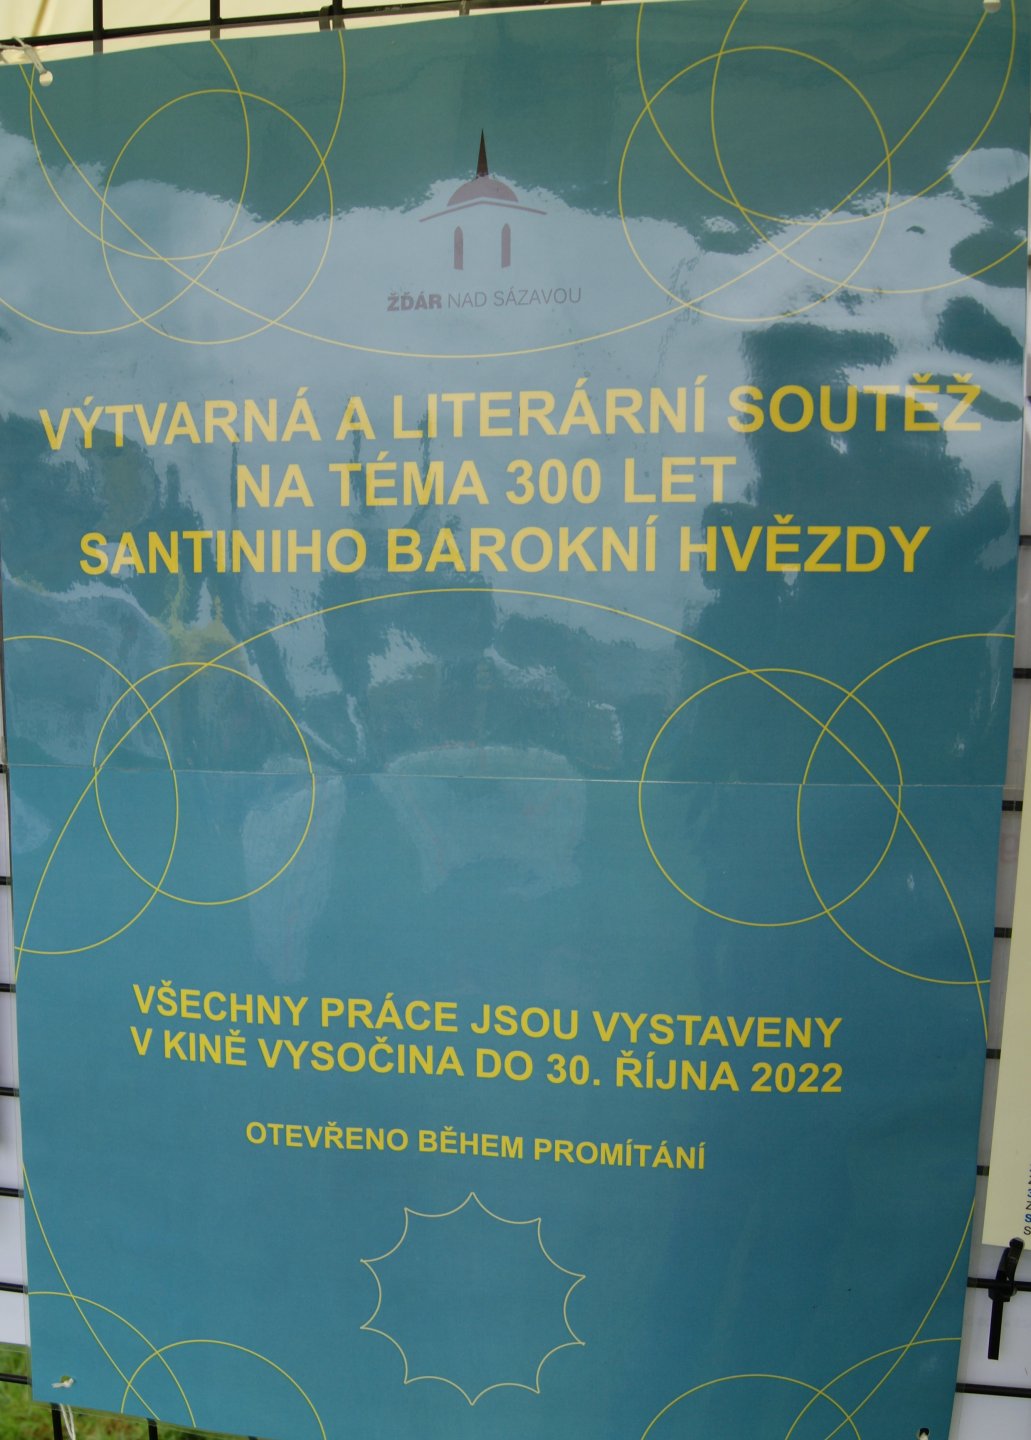 ŽĎÁR NAD SÁZAVOU
VÝTVARNÁ A LITERÁRNÍ SOUTĚŽ
NA TÉMA 300 LET
SANTINIHO BAROKNÍ HVĚZDY
VŠECHNY PRÁCE JSOU VYSTAVENY
V KINĚ VYSOČINA DO 30. ŘÍJNA 2022
OTEVŘENO BĚHEM PROMÍTÁNÍ